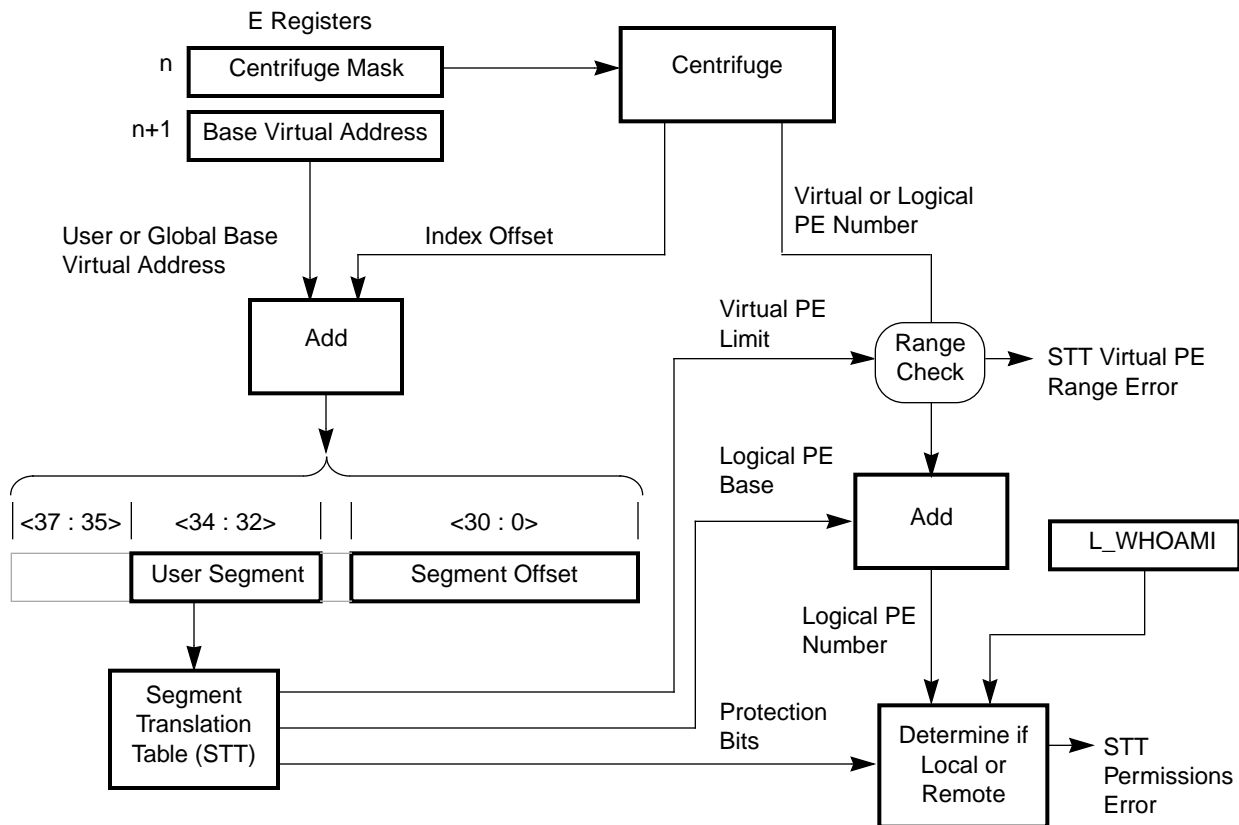 E Registers
n
Centrifuge Mask
Centrifuge
n+1
Base Virtual Address
User or Global Base
Virtual Address
Index Offset
Virtual or Logical
PE Number
Add
Virtual PE
Limit
Range
Check
STT Virtual PE
Range Error
<37 : 35>
<34 : 32>
<30 : 0>
Logical PE
Base
Add
L_WHOAMI
User Segment
Segment Offset
Logical PE
Number
Segment
Translation
Table (STT)
Protection
Bits
Determine if
Local or
Remote
STT
Permissions
Error